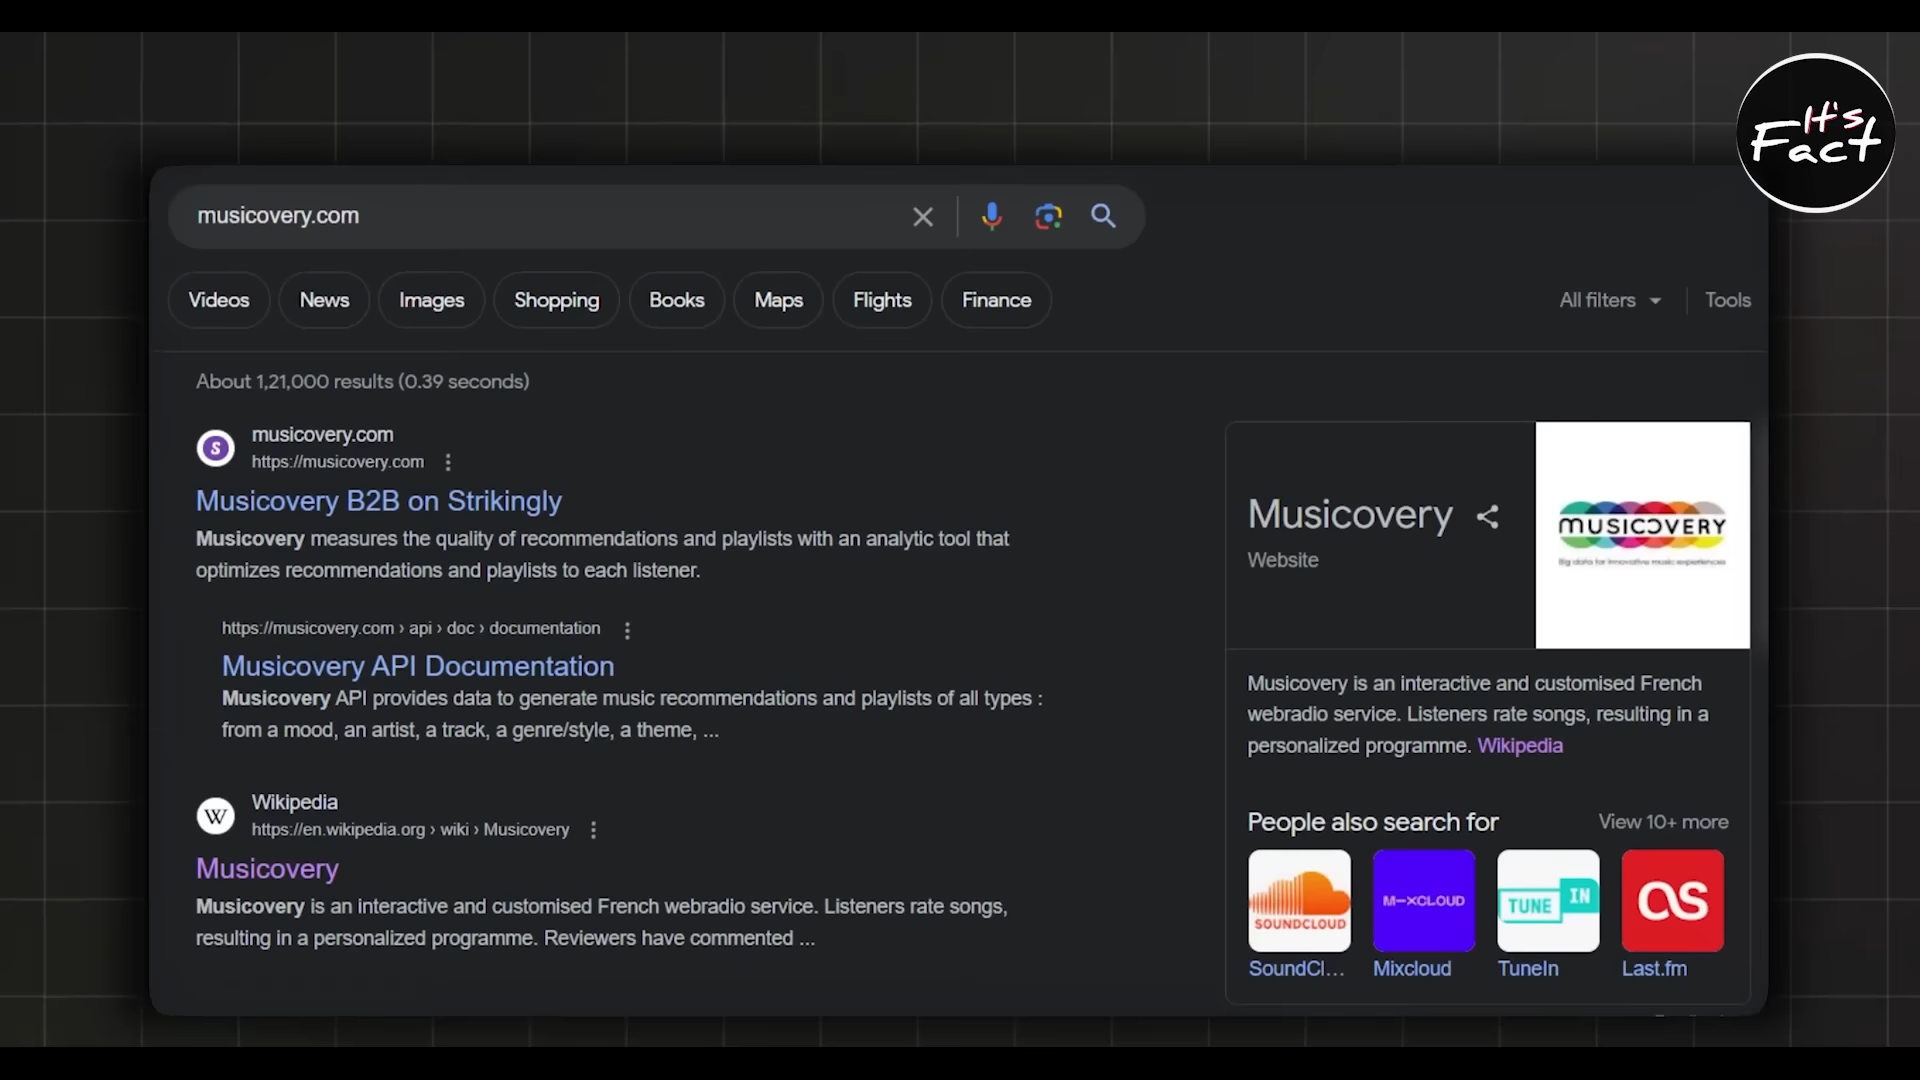 It's
Fact
musicovery.com
Videos
News
Images
Shopping
Books
Maps
Flights
Finance
All filters
Tools
About 1,21,000 results (0.39 seconds)
musicovery.com
https://musicovery.com
Musicovery B2B on Strikingly
Musicovery measures the quality of recommendations and playlists with an analytic tool that
optimizes recommendations and playlists to each listener.
https://musicovery.com › api › doc › documentation
Musicovery API Documentation
Musicovery API provides data to generate music recommendations and playlists of all types :
from a mood, an artist, a track, a genre/style, a theme, ...
W
Wikipedia
https://en.wikipedia.org › wiki › Musicovery
Musicovery
Musicovery is an interactive and customised French webradio service. Listeners rate songs,
resulting in a personalized programme. Reviewers have commented ...
Musicovery
Website
MUSICOVERY
Big data for innovative music experiences
Musicovery is an interactive and customised French
webradio service. Listeners rate songs, resulting in a
personalized programme. Wikipedia
People also search for
View 10+ more
SOUNDCLOUD
M-XCLOUD
TUNE IN
SoundCl...
Mixcloud
TuneIn
Last.fm